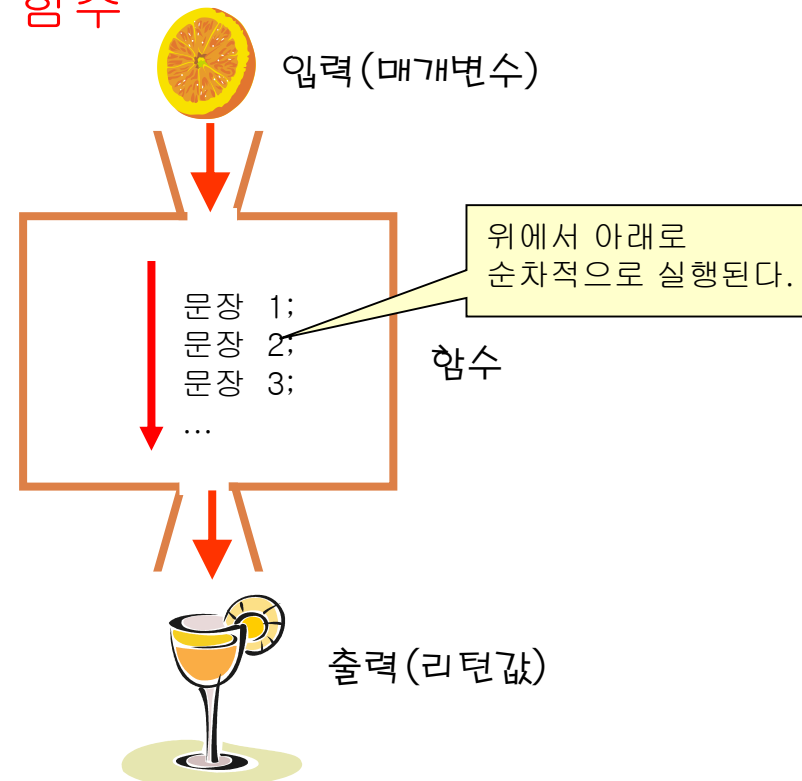 함수
입력(매개변수)
위에서 아래로
순차적으로 실행된다.
문장 1;
문장 2;
문장 3;
...
함수
출력(리턴값)